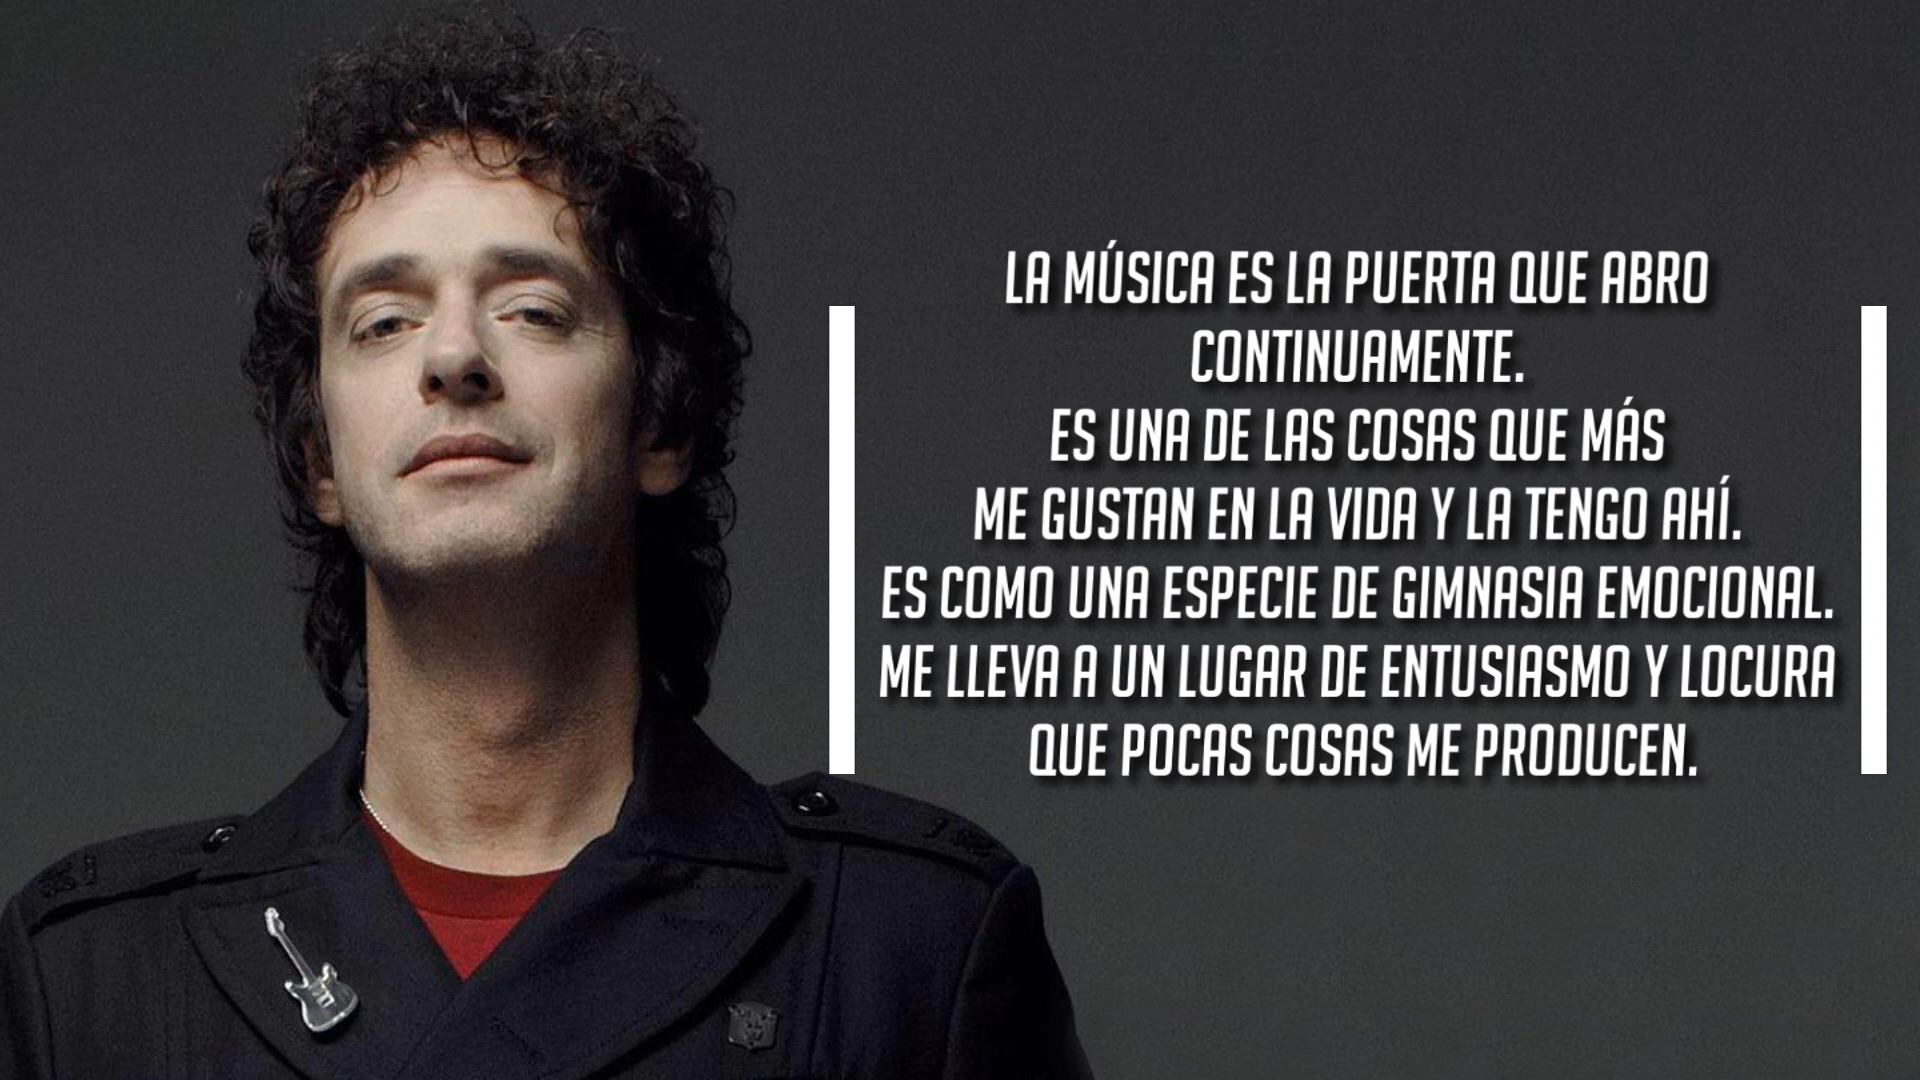 LA MÚSICA ES LA PUERTA QUE ABRO
CONTINUAMENTE.
ES UNA DE LAS COSAS QUE MÁS
ME GUSTAN EN LA VIDA Y LA TENGO AHÍ.
ES COMO UNA ESPECIE DE GIMNASIA EMOCIONAL.
ME LLEVA A UN LUGAR DE ENTUSIASMO Y LOCURA
QUE POCAS COSAS ME PRODUCEN.